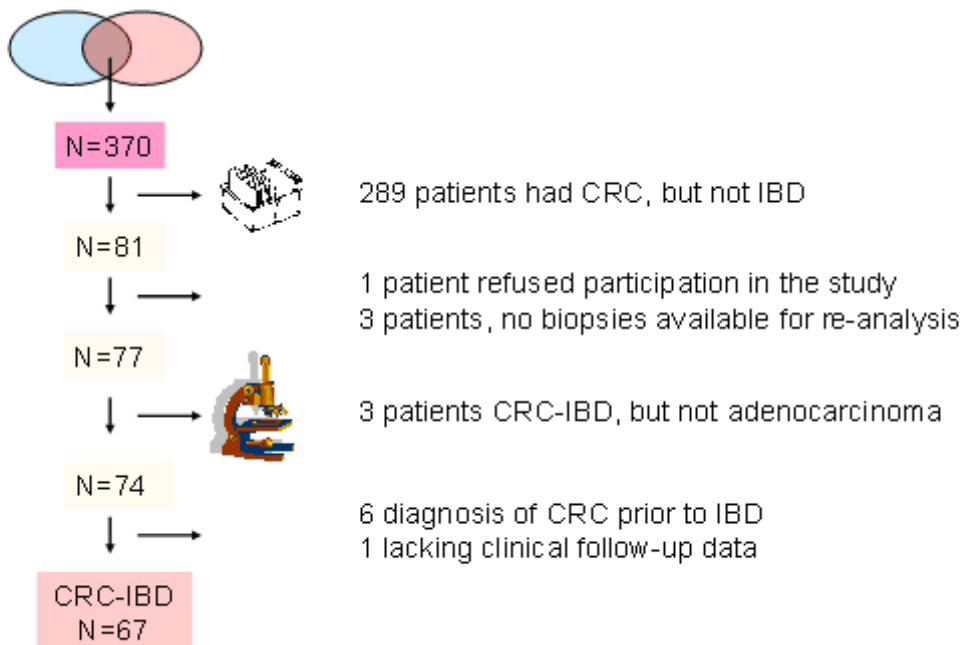 N=370
289 patients had CRC, but not IBD
N=81
1 patient refused participation in the study
3 patients, no biopsies available for re-analysis
N=77
3 patients CRC-IBD, but not adenocarcinoma
N=74
6 diagnosis of CRC prior to IBD
1 lacking clinical follow-up data
CRC-IBD
N=67